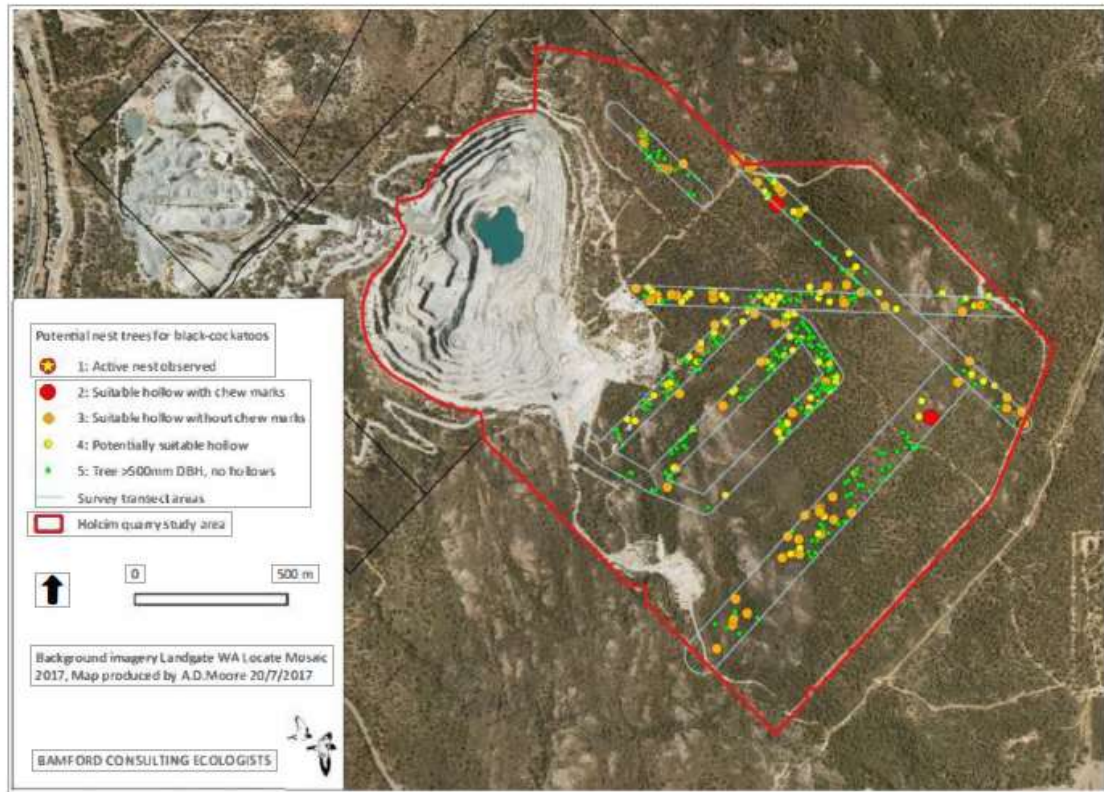 Potential nest trees for black-cockatoos
1: Active nest observed
2: Suitable hollow with chew marks
3: Suitable hollow without chew marks
4: Potentially suitable hollow
5: Tree >500mm DBH, no hollows
Survey transect areas
Holcim quarry study area
0 500 m
Background imagery Landgate WA Locate Mosaic
2017, Map produced by A.D.Moore 20/7/2017
BAMFORD CONSULTING ECOLOGISTS